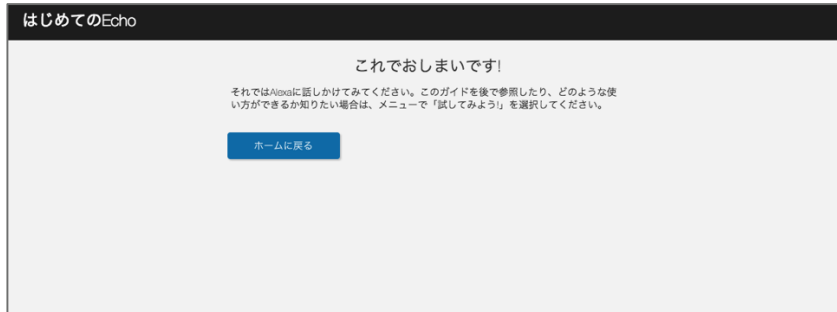 はじめてのEcho
これでおしまいです!
それではAlexaに話しかけてみてください。このガイドを後で参照したり、どのような使
い方ができるか知りたい場合は、メニューで「試してみよう!」を選択してください。
ホームに戻る